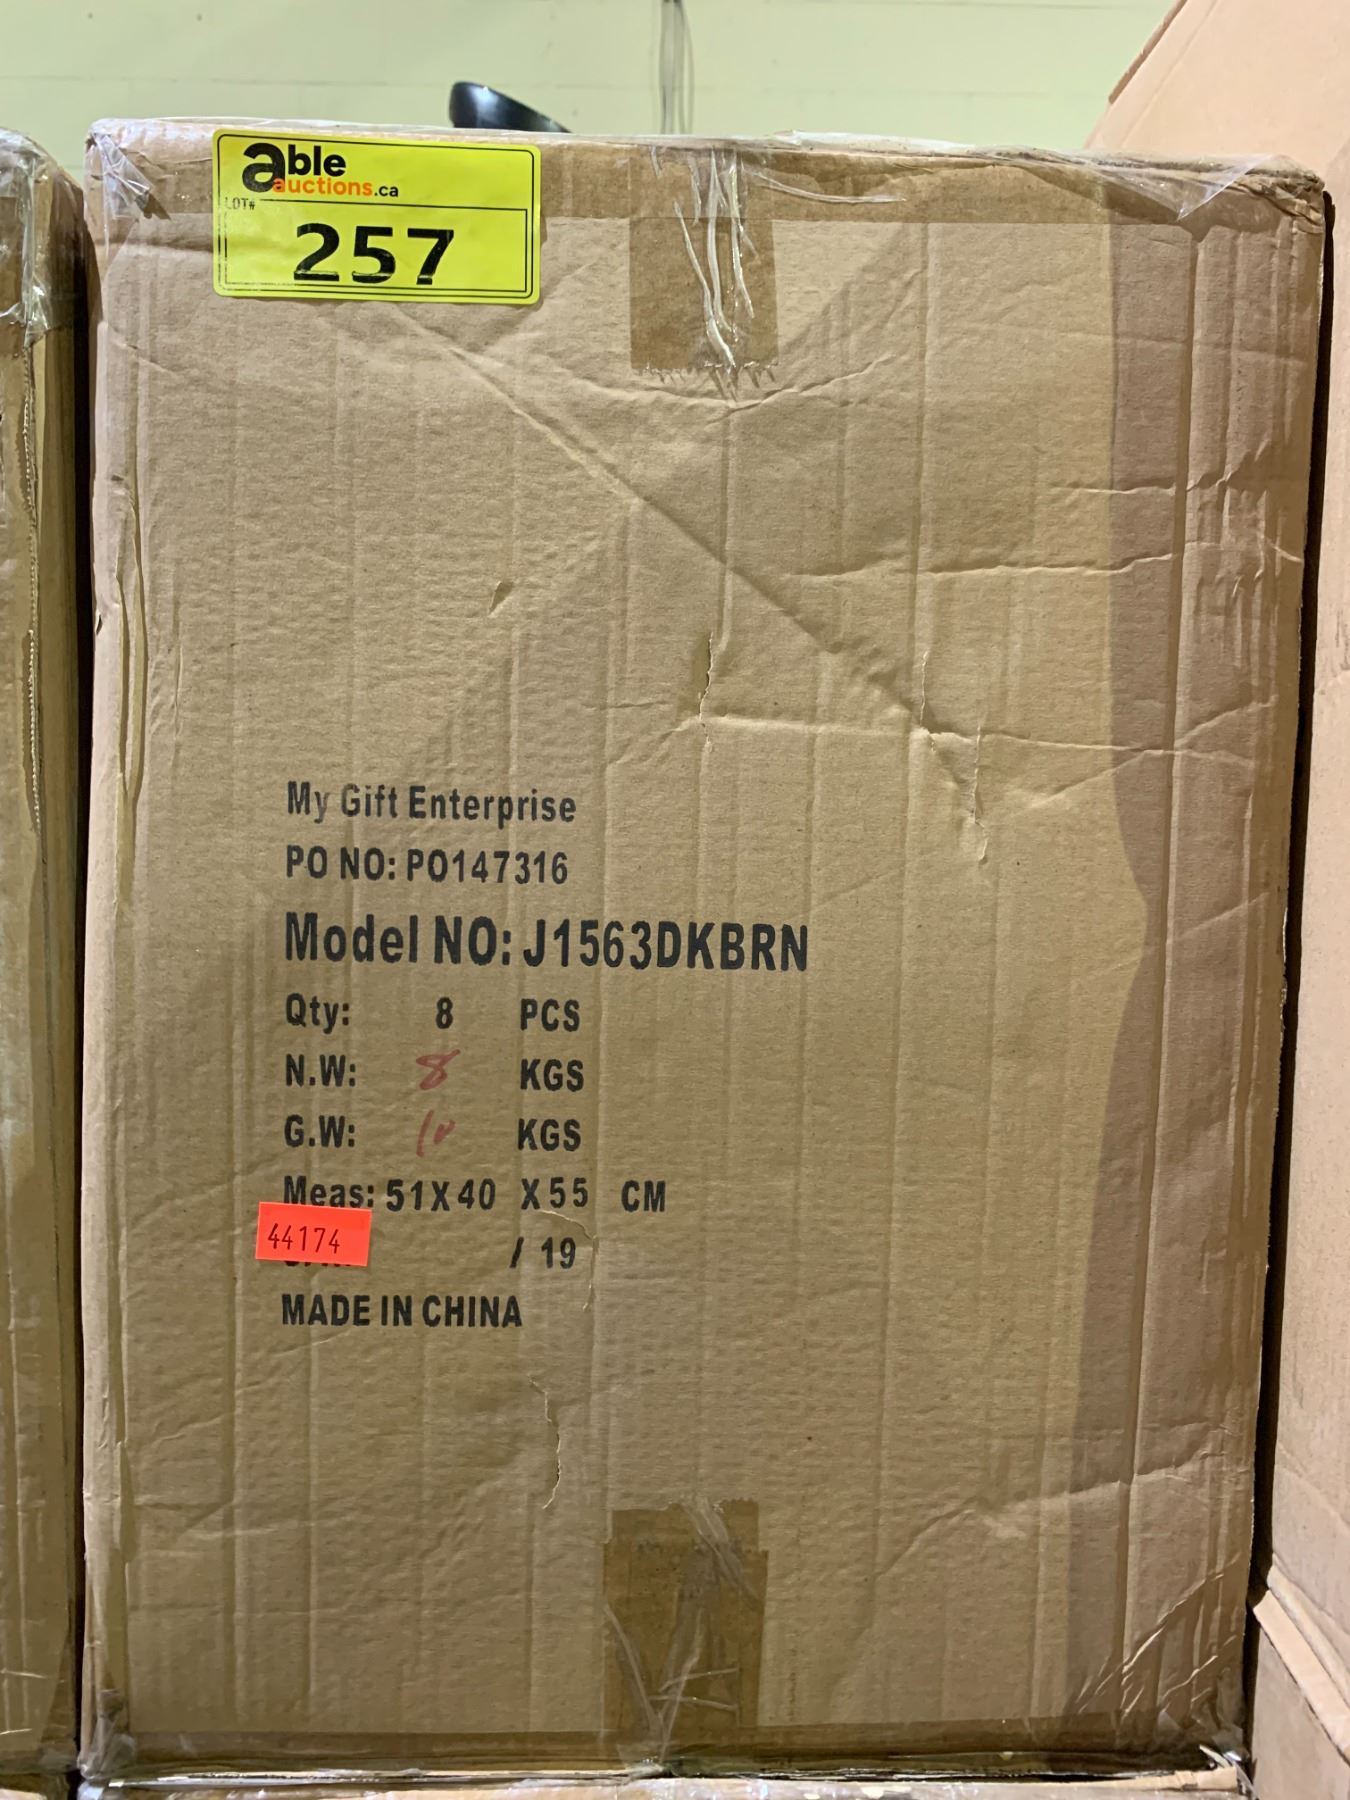 able
auctions.ca
LOT#
257
My Gift Enterprise
PO NO: PO147316
Model NO: J1563DKBRN
Qty: 8 PCS
N.W: 8 KGS
G.W: 10 KGS
Meas: 51X40 X55 CM
44174
/ 19
MADE IN CHINA